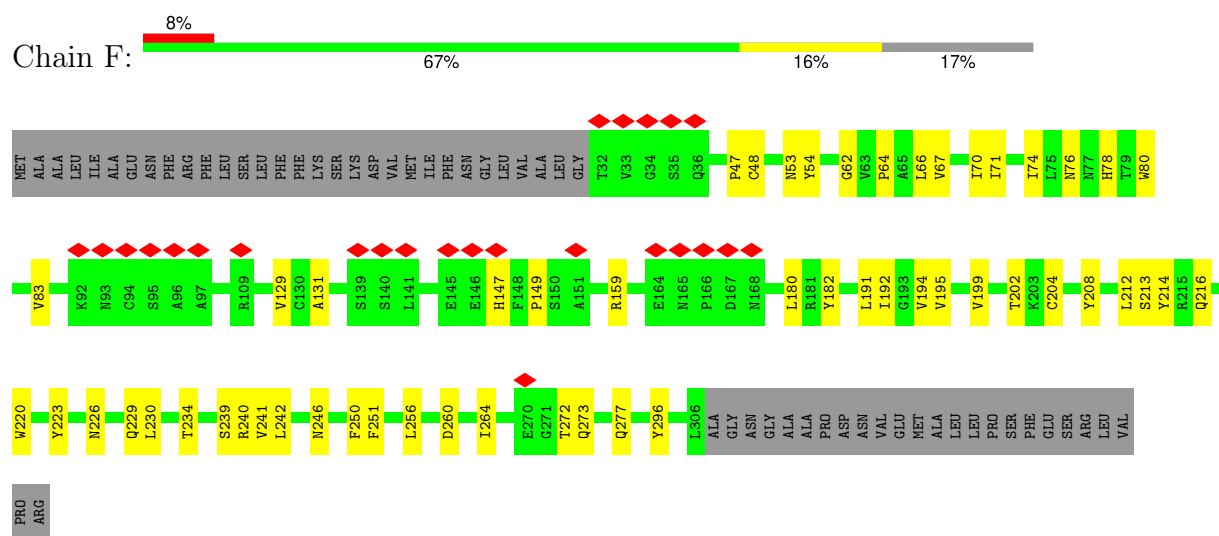 8%
Chain F:
67% 16% 17%
MET ALA ALA LEU ILE ALA GLU ASN PHE ARG PHE LEU SER LEU PHE PHE LYS SER LYS ASP VAL MET ILE PHE ASN GLY LEU VAL ALA LEU GLY T32 V33 G34 S35 Q36 P47 C48 N53 Y54 G62 V63 P64 A65 L66 V67 I70 I71 I74 L75 N76 N77 H78 T79 W80
V83 K92 N93 C94 S95 A96 A97 R109 V129 C130 A131 S139 S140 L141 E145 E146 H147 F148 P149 S150 A151 R159 E164 N165 P166 D167 N168 L180 R181 Y182 L191 I192 G193 V194 V195 V199 T202 K203 C204 Y208 L212 S213 Y214 R215 Q216
W220 Y223 N226 Q229 L230 T234 S239 R240 V241 L242 N246 F250 F251 L256 D260 I264 E270 G271 T272 Q273 Q277 Y296 L306 ALA GLY ASN GLY ALA ALA PRO ASP ASN VAL GLU MET ALA LEU LEU PRO SER PHE GLU SER ARG LEU VAL
PRO ARG